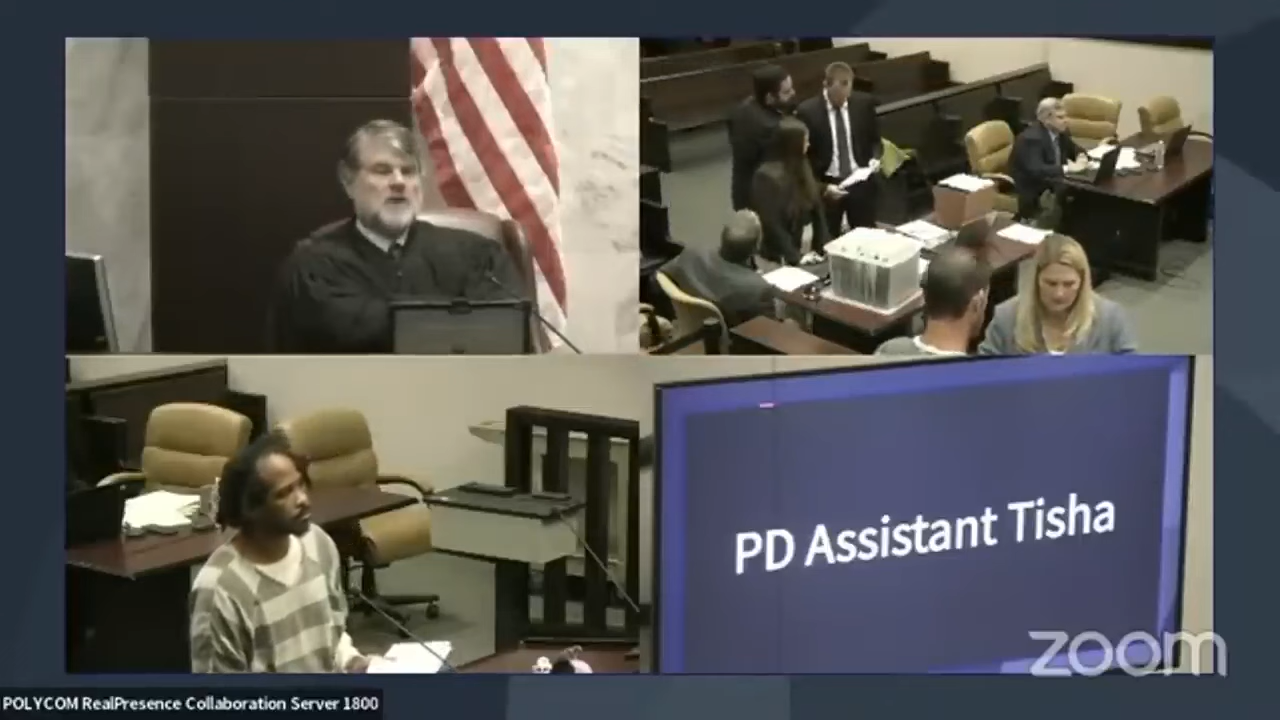 PD Assistant Tisha
zoom
POLYCOM RealPresence Collaboration Server 1800